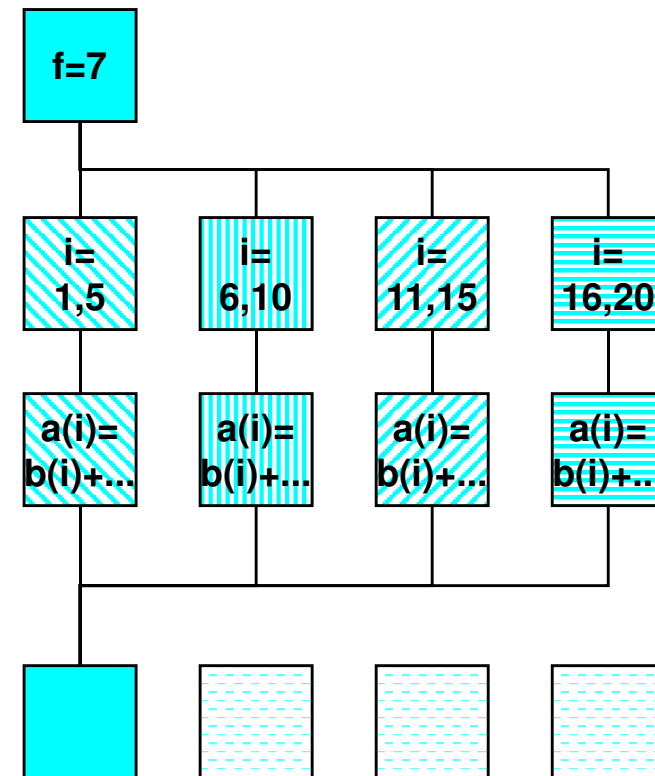 f=7
i=
1,5
i=
6,10
i=
11,15
i=
16,20
a(i)=
b(i)+...
a(i)=
b(i)+...
a(i)=
b(i)+...
a(i)=
b(i)+..